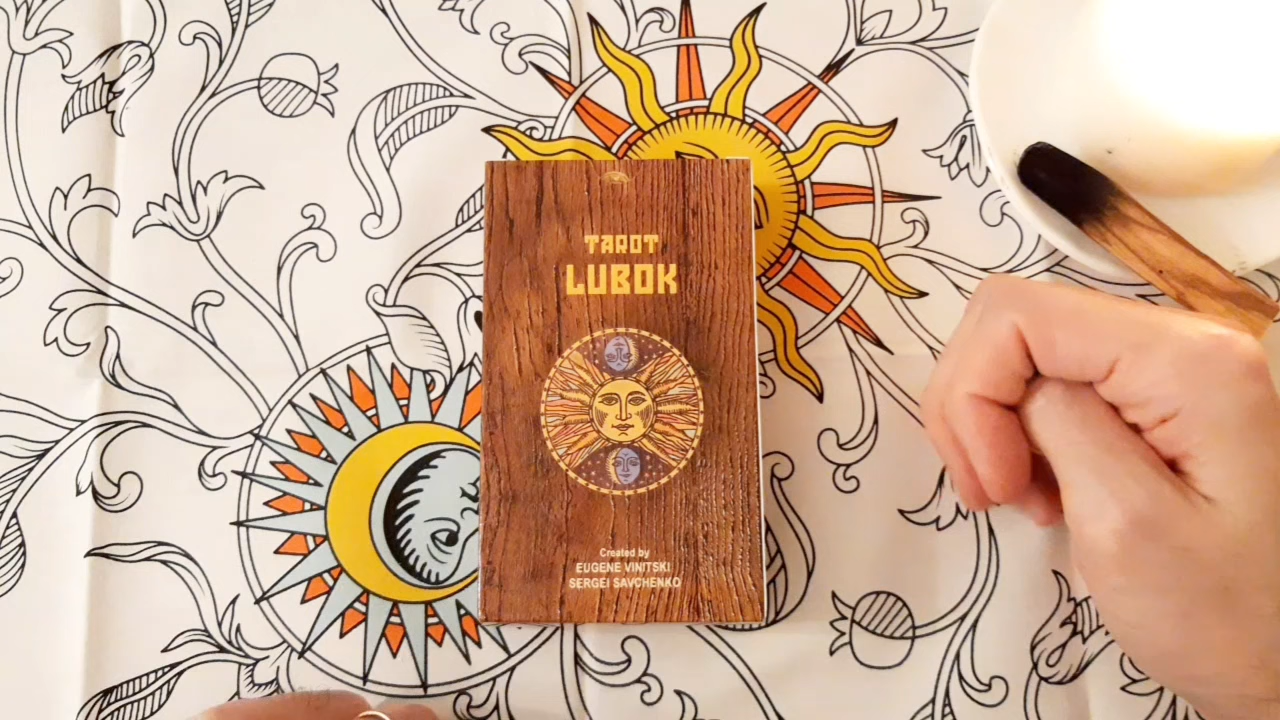 TAROT
LUBOK
Created by
EUGENE VINITSKI
SERGEI SAVCHENKO